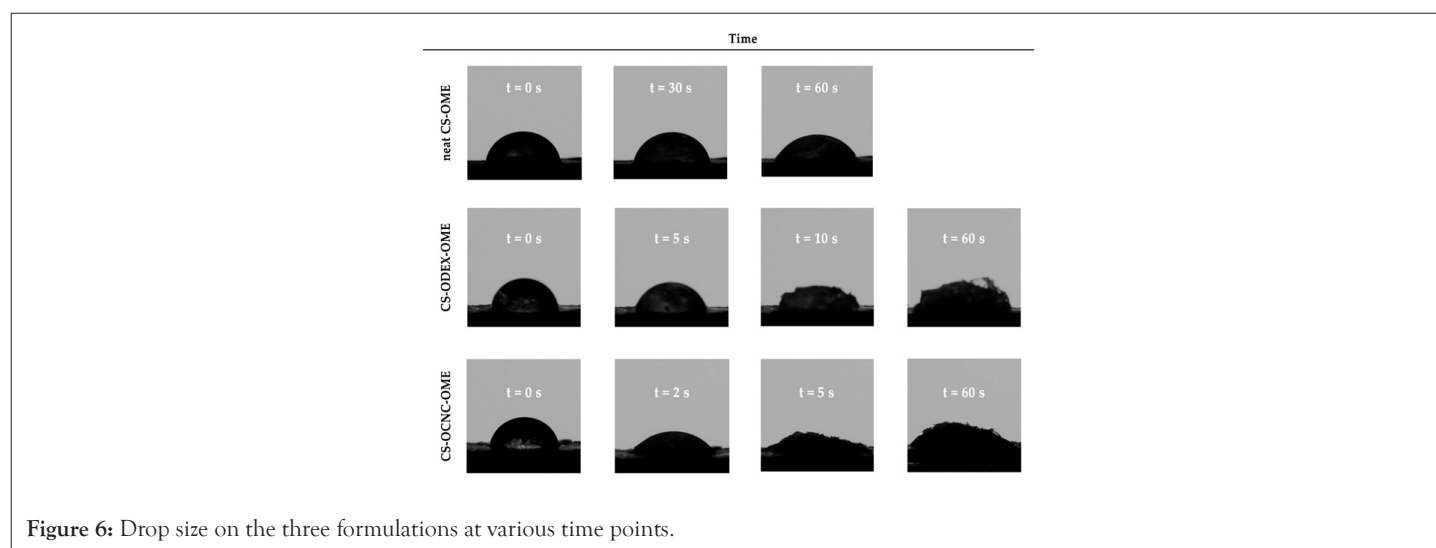 Time
neat CS-OME
t = 0 s
t = 30 s
t = 60 s
CS-ODEX-OME
t = 0 s
t = 5 s
t = 10 s
t = 60 s
CS-OCNC-OME
t = 0 s
t = 2 s
t = 5 s
t = 60 s
Figure 6: Drop size on the three formulations at various time points.